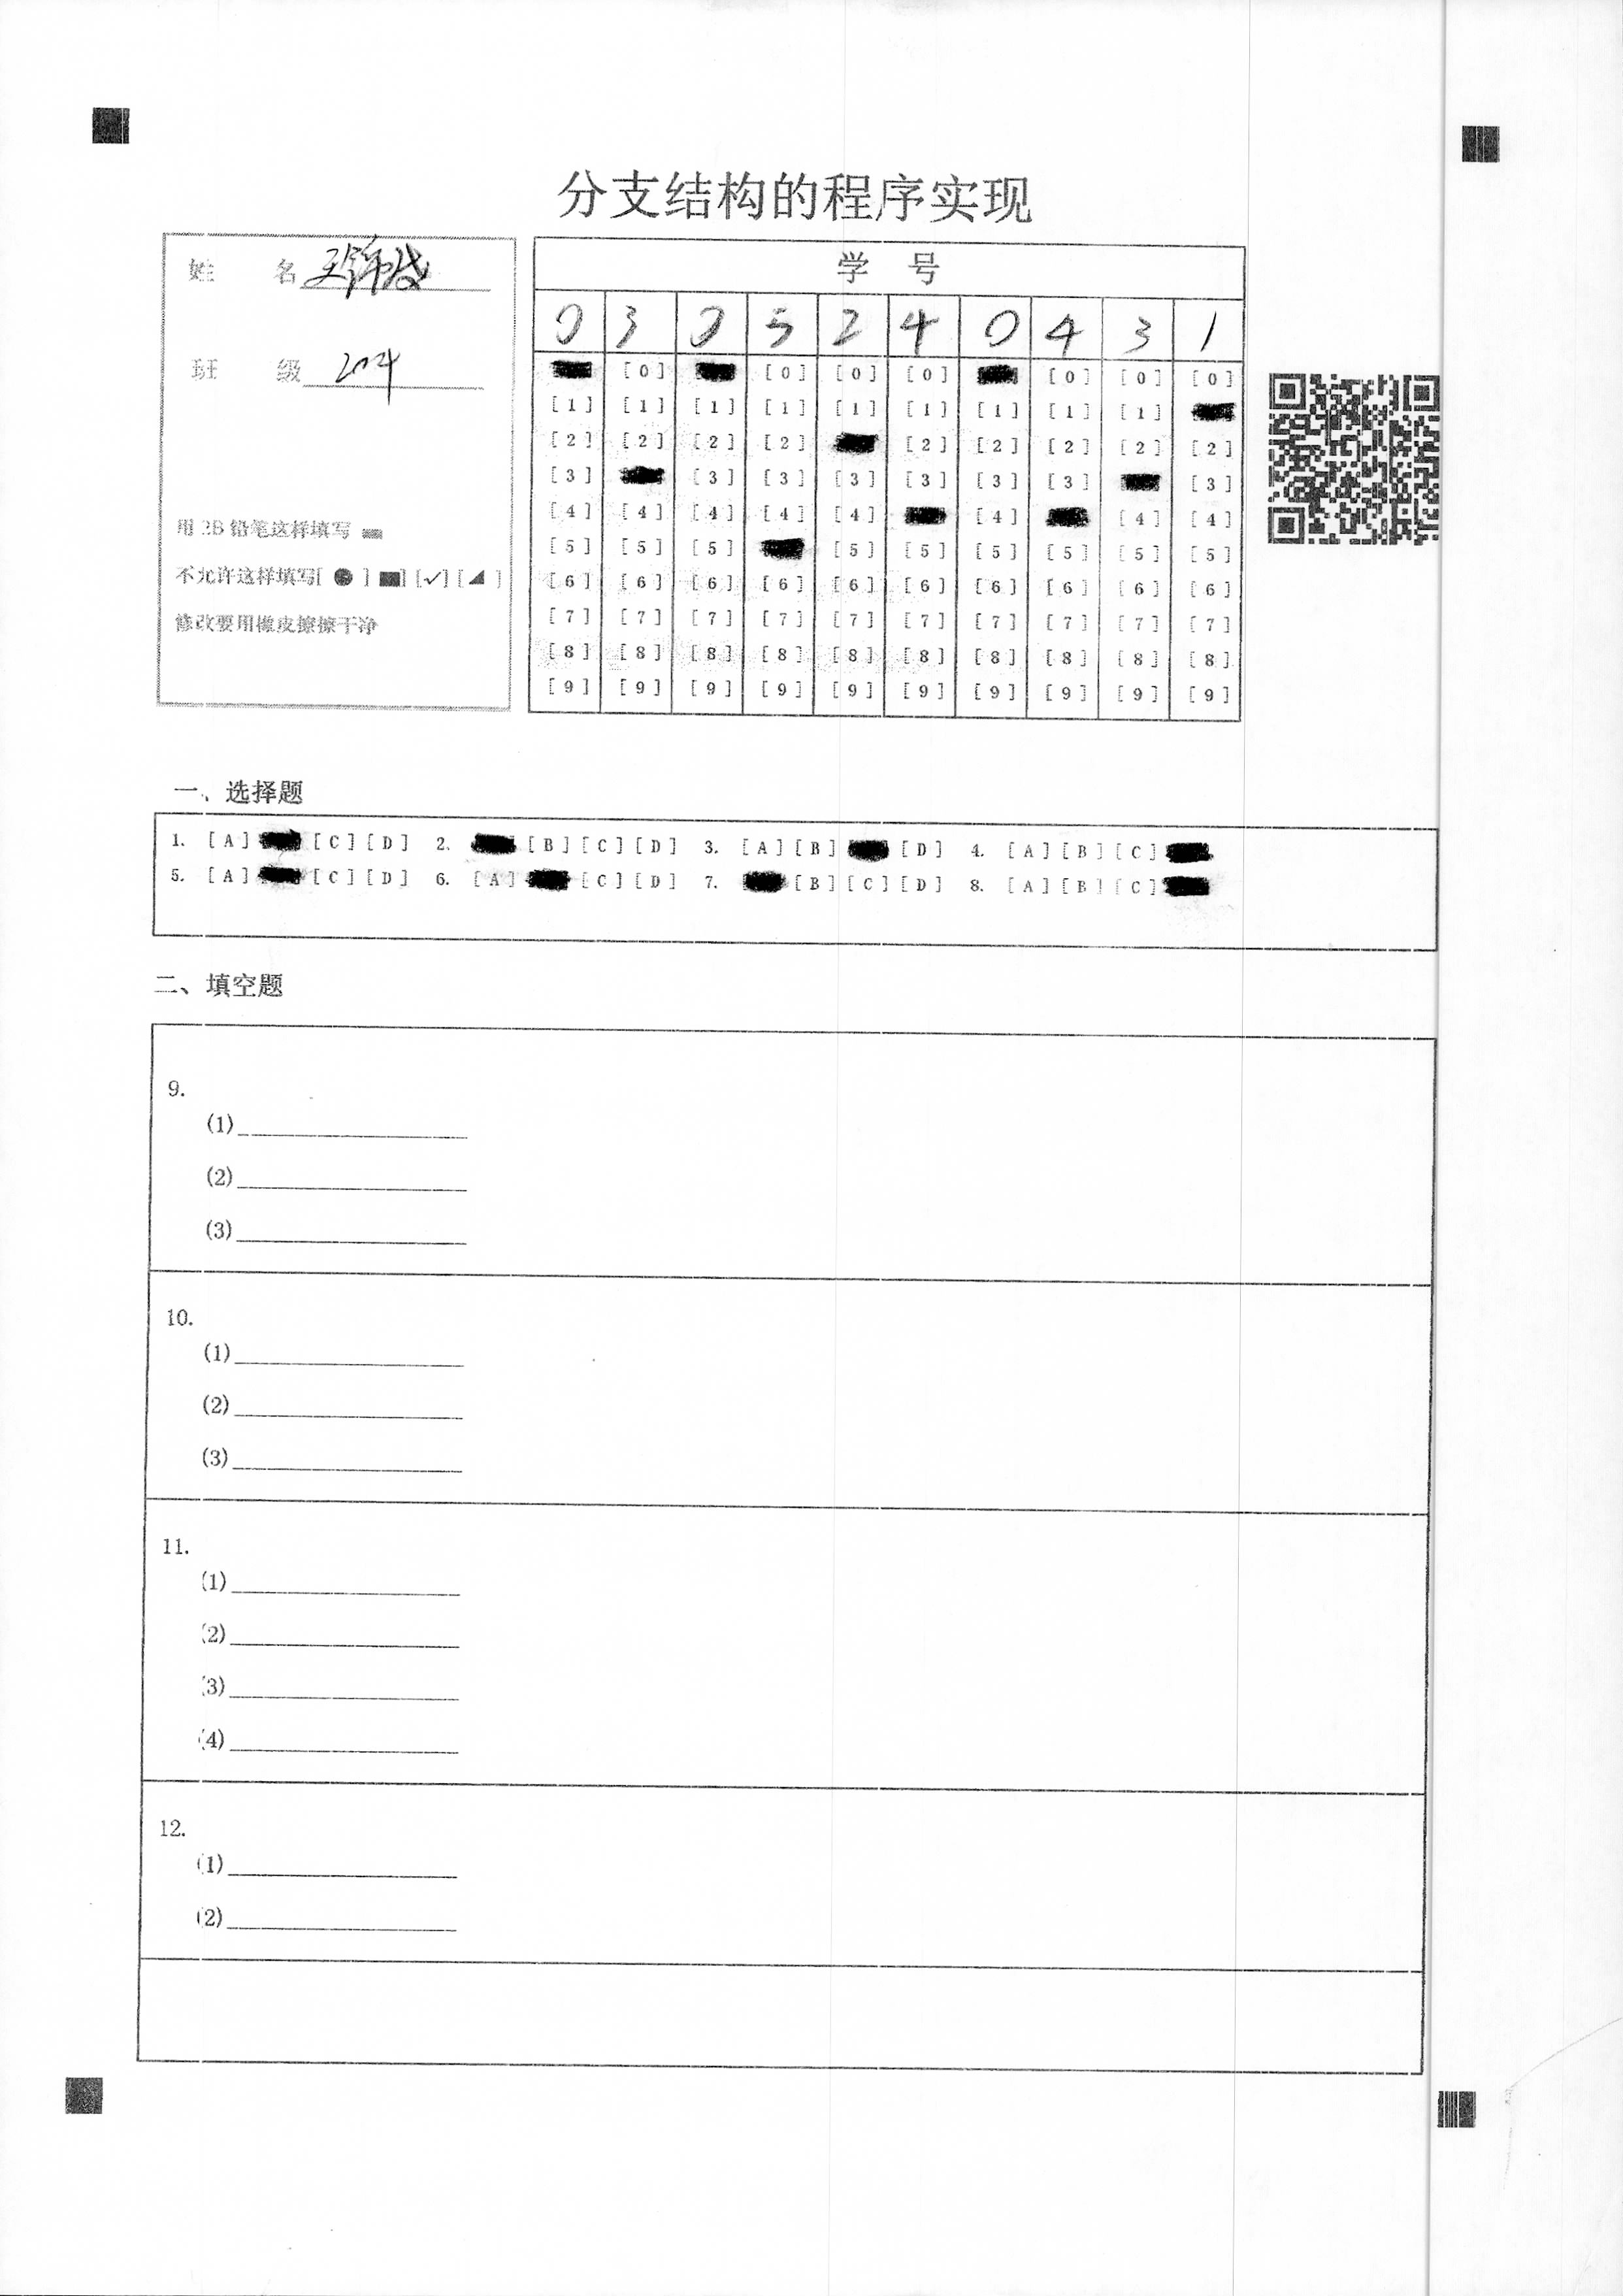 分支结构的程序实现
姓 名
班 级 204
用 2B 铅笔这样填写
不允许这样填写[ ● ] ■] [✓] [◢ ]
修改要用橡皮擦擦干净
学 号
0 3 0 5 2 4 0 4 3 1
[0] [0] [0] [0] [0] [0] [0]
[1] [1] [1] [1] [1] [1] [1] [1] [1]
[2] [2] [2] [2] [2] [2] [2] [2] [2]
[3] [3] [3] [3] [3] [3] [3] [3]
[4] [4] [4] [4] [4] [4] [4] [4]
[5] [5] [5] [5] [5] [5] [5] [5] [5]
[6] [6] [6] [6] [6] [6] [6] [6] [6] [6]
[7] [7] [7] [7] [7] [7] [7] [7] [7] [7]
[8] [8] [8] [8] [8] [8] [8] [8] [8] [8]
[9] [9] [9] [9] [9] [9] [9] [9] [9] [9]
一、选择题
1. [A] [C] [D] 2. [B] [C] [D] 3. [A] [B] [D] 4. [A] [B] [C]
5. [A] [C] [D] 6. [A] [C] [D] 7. [B] [C] [D] 8. [A] [B] [C]
二、填空题
9.
(1)
(2)
(3)
10.
(1)
(2)
(3)
11.
(1)
(2)
(3)
(4)
12.
(1)
(2)